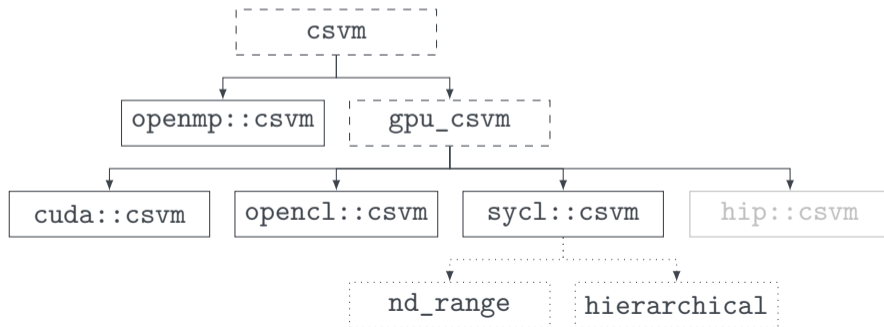 csvm
openmp::csvm gpu_csvm
cuda::csvm opencl::csvm sycl::csvm hip::csvm
nd_range hierarchical